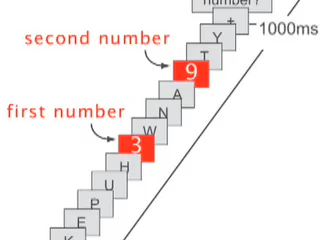 number?
+
1000ms
Y
T
second number
9
A
N
first number
W
3
H
U
P
E
K